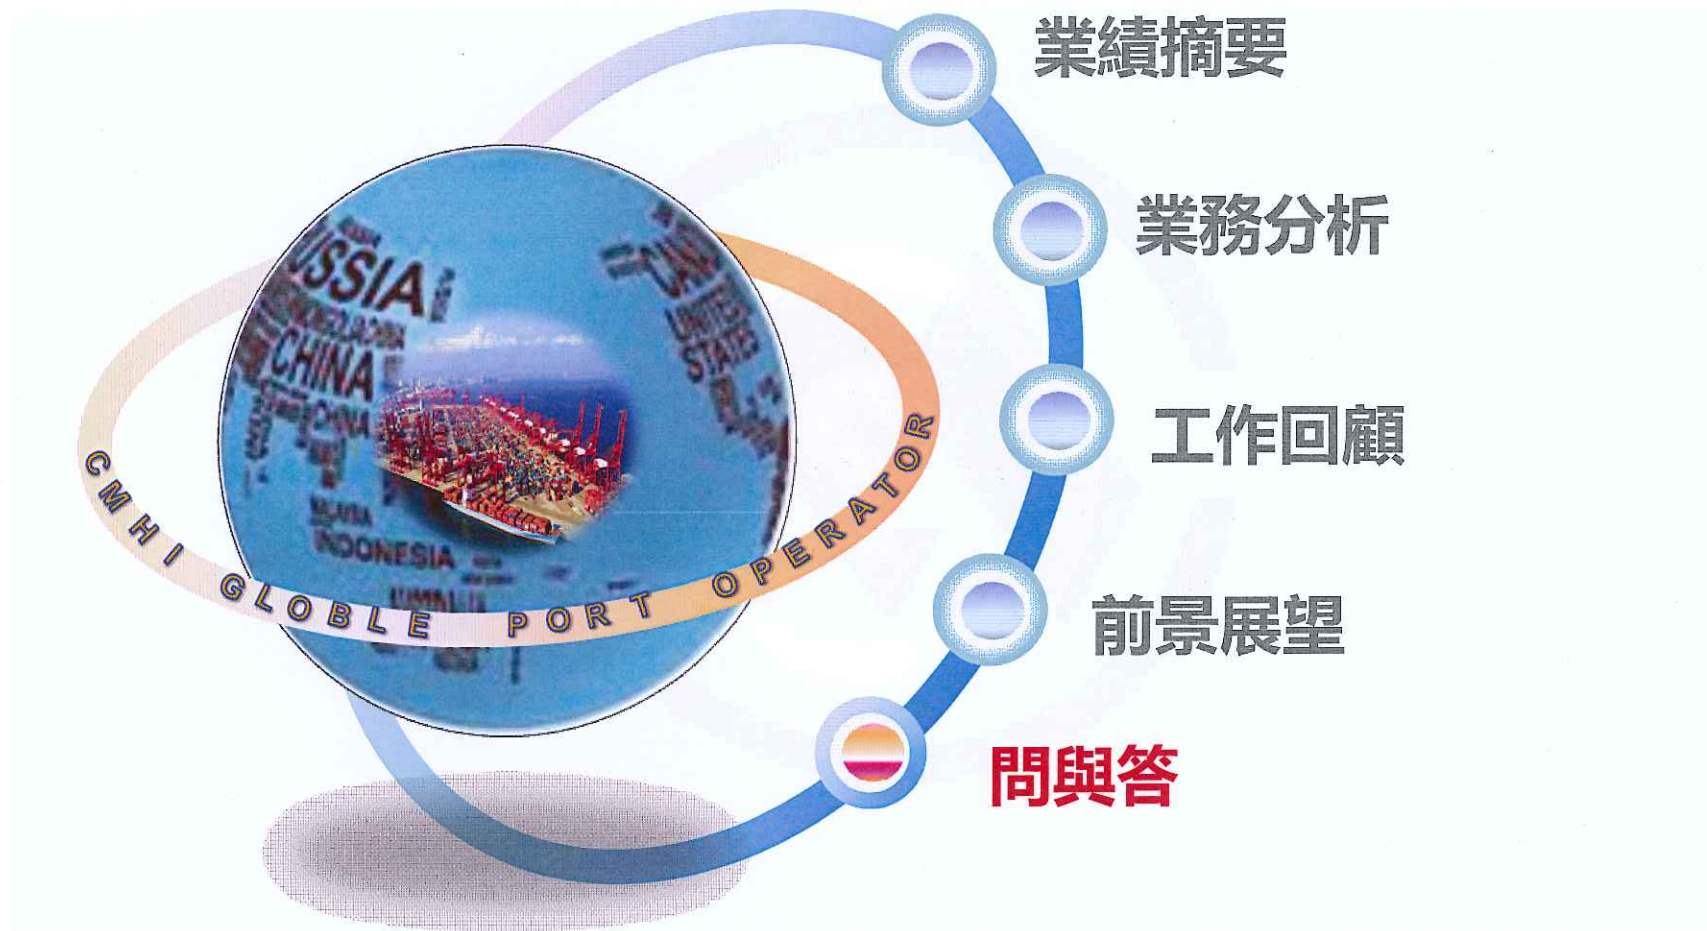 業績摘要
業務分析
工作回顧
前景展望
問與答
CMHI GLOBLE PORT OPERATOR
RUSSIA
CHINA
INDONESIA
UNITED
STATES